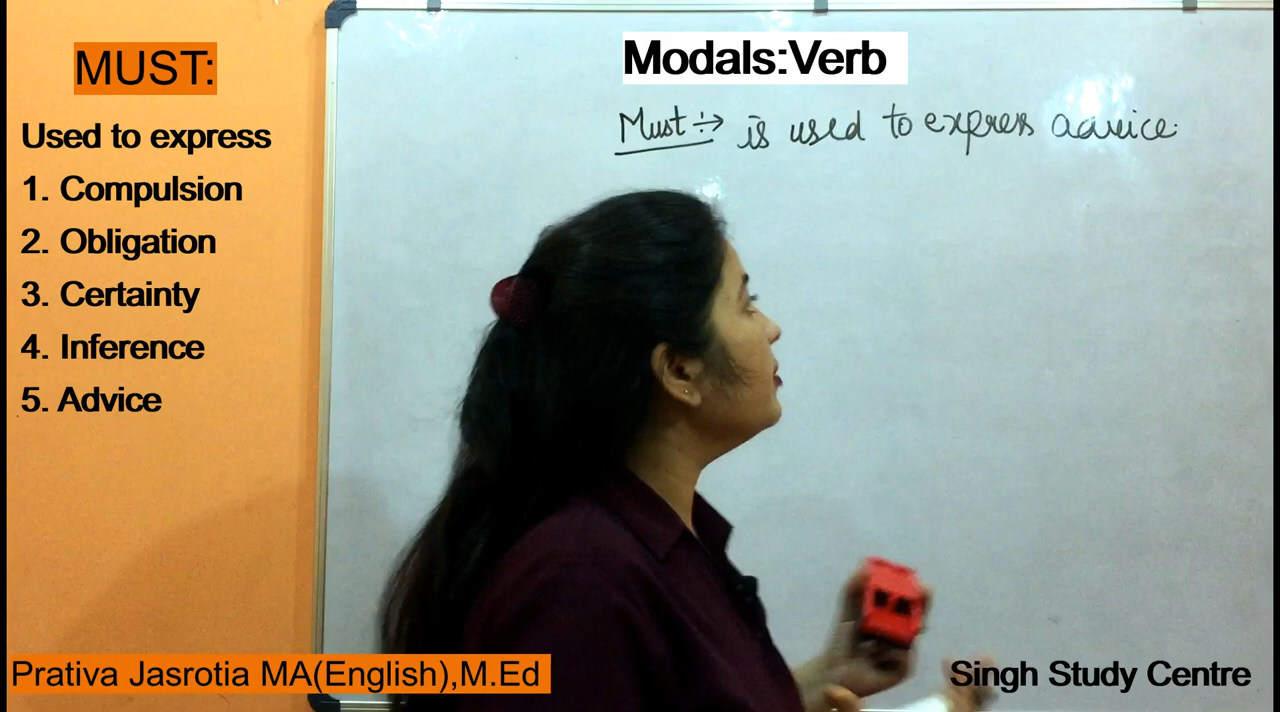 MUST:
Used to express
1. Compulsion
2. Obligation
3. Certainty
4. Inference
5. Advice
Modals:Verb
Must ÷→ is used to express advice.
Prativa Jasrotia MA(English),M.Ed
Singh Study Centre